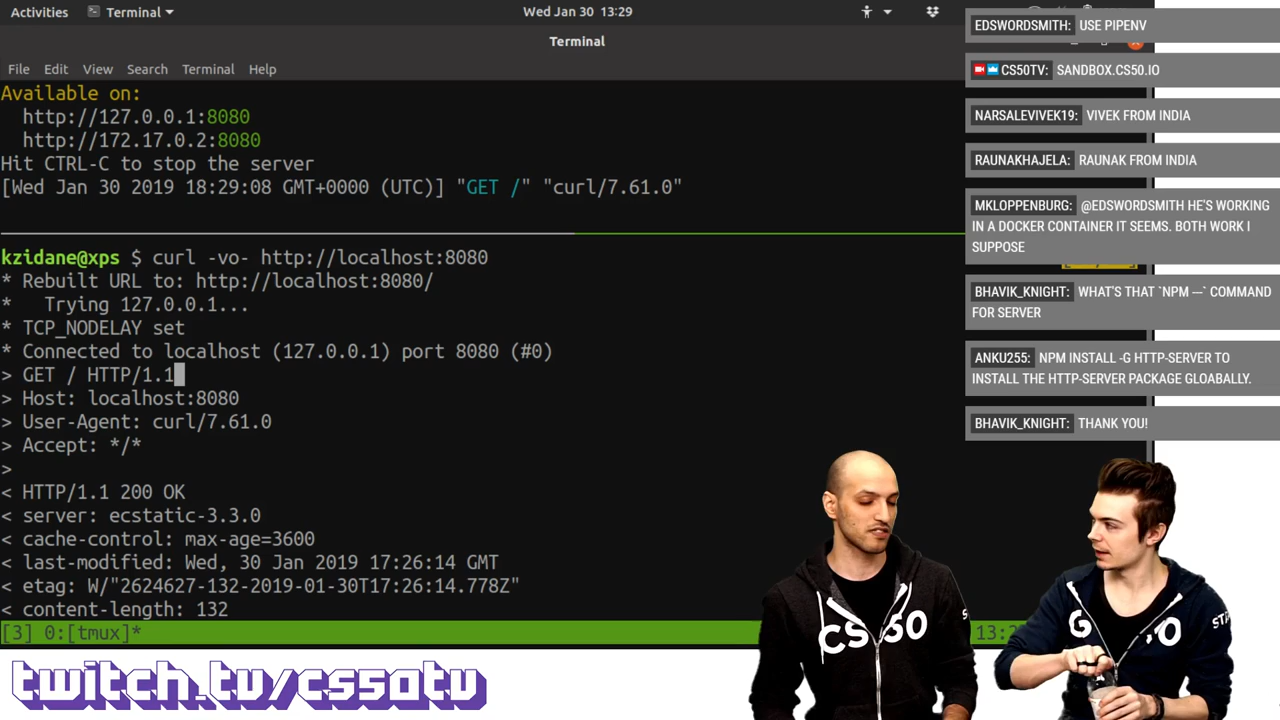 Activities
Terminal
Wed Jan 30 13:29
Terminal
File Edit View Search Terminal Help
Available on:
http://127.0.0.1:8080
http://172.17.0.2:8080
Hit CTRL-C to stop the server
[Wed Jan 30 2019 18:29:08 GMT+0000 (UTC)] "GET /" "curl/7.61.0"
kzidane@xps $ curl -vo- http://localhost:8080
* Rebuilt URL to: http://localhost:8080/
*   Trying 127.0.0.1...
* TCP_NODELAY set
* Connected to localhost (127.0.0.1) port 8080 (#0)
> GET / HTTP/1.1
> Host: localhost:8080
> User-Agent: curl/7.61.0
> Accept: */*
>
< HTTP/1.1 200 OK
< server: ecstatic-3.3.0
< cache-control: max-age=3600
< last-modified: Wed, 30 Jan 2019 17:26:14 GMT
< etag: W/"2624627-132-2019-01-30T17:26:14.778Z"
< content-length: 132
[3] 0:[tmux]*
EDSWORDSMITH: USE PIPENV
CS50TV: SANDBOX.CS50.IO
NARSALEVIVEK19: VIVEK FROM INDIA
RAUNAKHAJELA: RAUNAK FROM INDIA
MKLOPPENBURG: @EDSWORDSMITH HE'S WORKING
IN A DOCKER CONTAINER IT SEEMS. BOTH WORK I
SUPPOSE
BHAVIK_KNIGHT: WHAT'S THAT `NPM ---` COMMAND
FOR SERVER
ANKU255: NPM INSTALL -G HTTP-SERVER TO
INSTALL THE HTTP-SERVER PACKAGE GLOABALLY.
BHAVIK_KNIGHT: THANK YOU!
CS50
twitch.tv/cs50tv